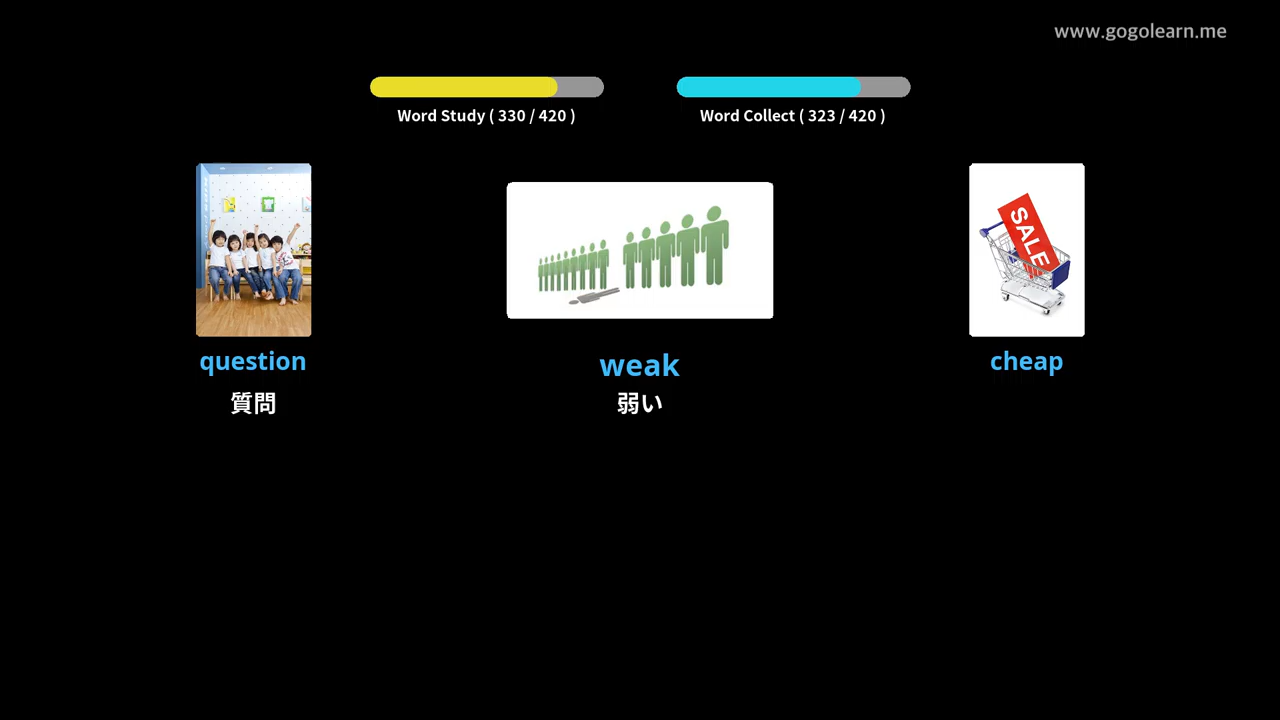 www.gogolearn.me
Word Study ( 330 / 420 )
Word Collect ( 323 / 420 )
SALE
question
weak
cheap
質問
弱い